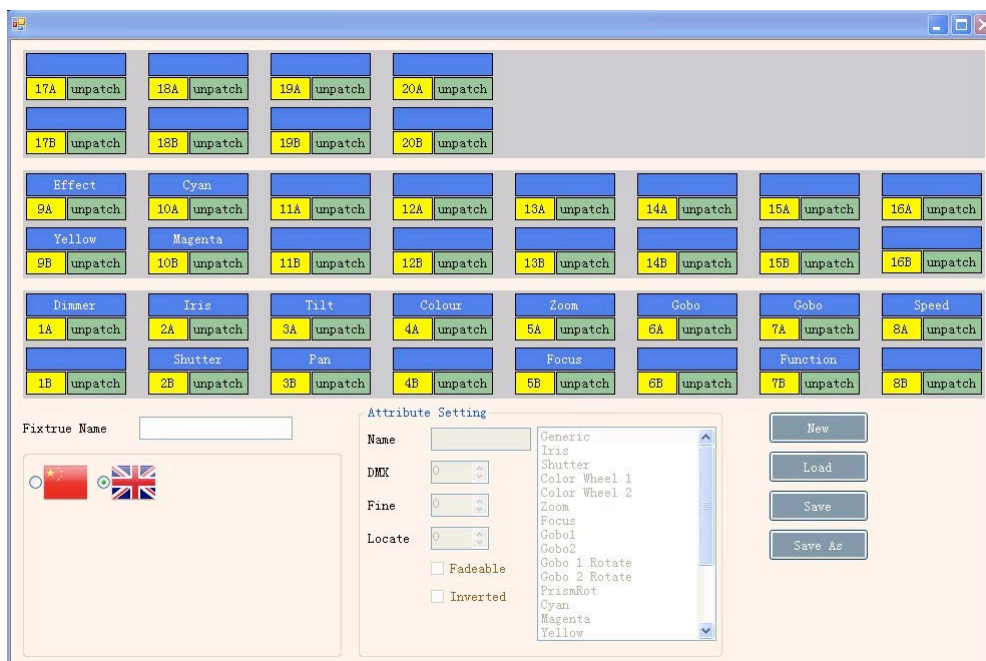 17A unpatch 18A unpatch 19A unpatch 20A unpatch
17B unpatch 18B unpatch 19B unpatch 20B unpatch
Effect Cyan
9A unpatch 10A unpatch 11A unpatch 12A unpatch 13A unpatch 14A unpatch 15A unpatch 16A unpatch
Yellow Magenta
9B unpatch 10B unpatch 11B unpatch 12B unpatch 13B unpatch 14B unpatch 15B unpatch 16B unpatch
Dimmer Iris Tilt Colour Zoom Gobo Gobo Speed
1A unpatch 2A unpatch 3A unpatch 4A unpatch 5A unpatch 6A unpatch 7A unpatch 8A unpatch
Shutter Pan Focus Function
1B unpatch 2B unpatch 3B unpatch 4B unpatch 5B unpatch 6B unpatch 7B unpatch 8B unpatch
Fixtrue Name
Attribute Setting
Name
DMX 0
Fine 0
Locate 0
Fadeable
Inverted
Generic
Iris
Shutter
Color Wheel 1
Color Wheel 2
Zoom
Focus
Gobo1
Gobo2
Gobo 1 Rotate
Gobo 2 Rotate
PrismRot
Cyan
Magenta
Yellow
New
Load
Save
Save As